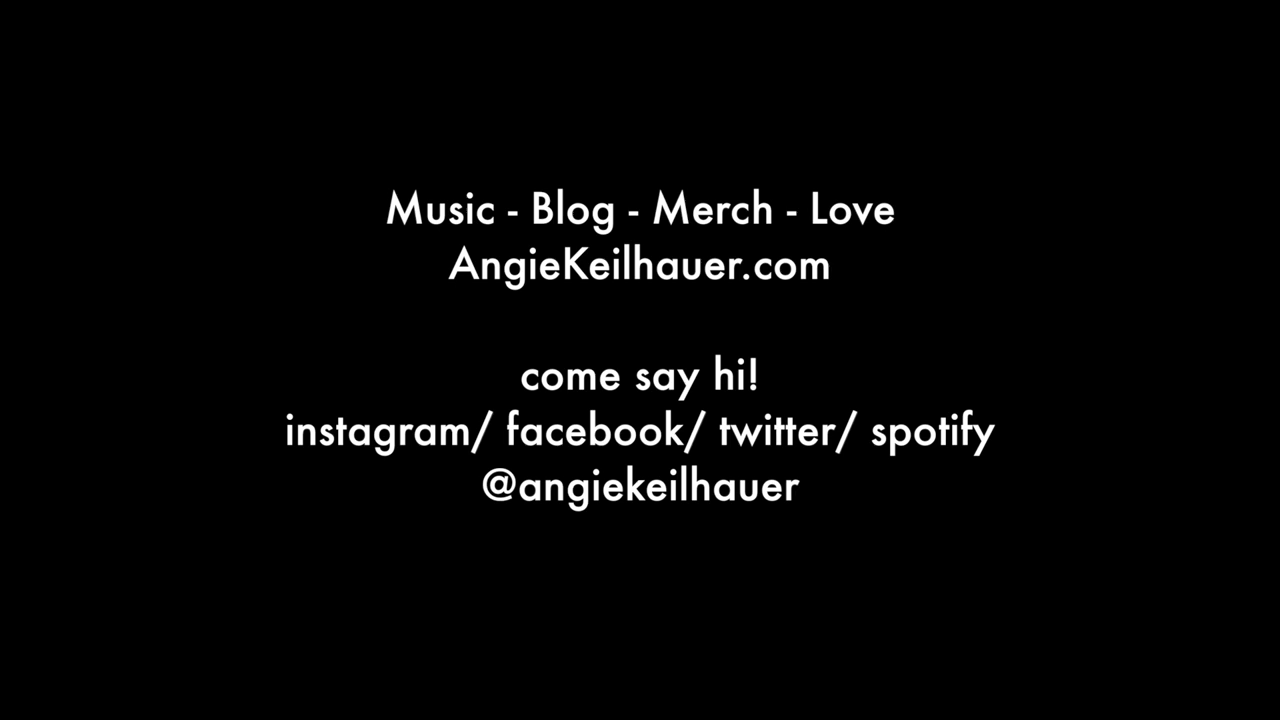 Music - Blog - Merch - Love
AngieKeilhauer.com
come say hi!
instagram/ facebook/ twitter/ spotify
@angiekeilhauer